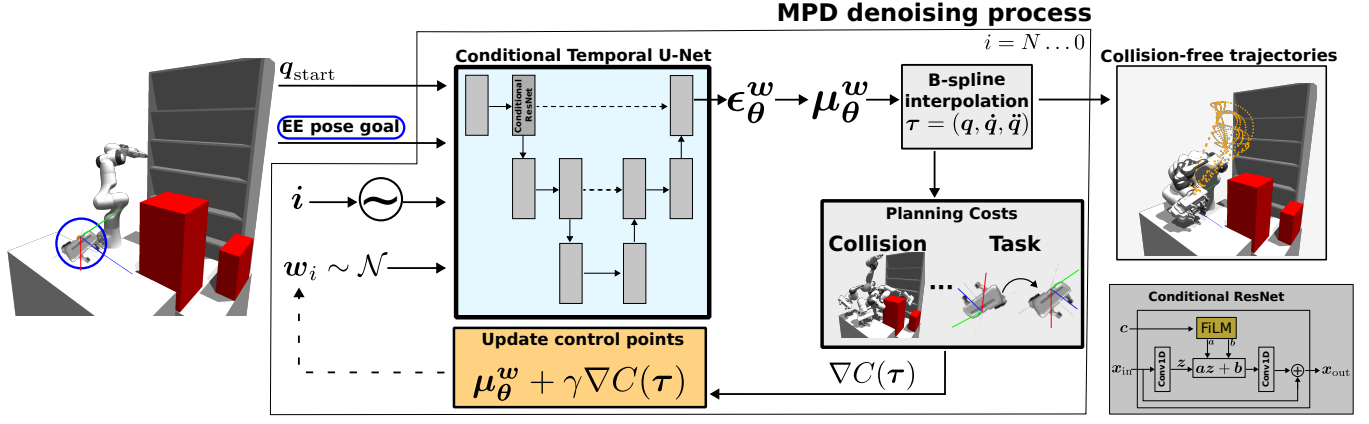 MPD denoising process
i = N … 0
q_start
EE pose goal
i
w_i ∼ 𝒩
Conditional Temporal U-Net
Conditional
ResNet
ϵ_θ^w
μ_θ^w
B-spline
interpolation
τ = (q, q̇, q̈)
Planning Costs
Collision
Task
...
∇C(τ)
Update control points
μ_θ^w + γ∇C(τ)
Collision-free trajectories
Conditional ResNet
c
FiLM
a
b
x_in
Conv1D
z
az + b
Conv1D
x_out